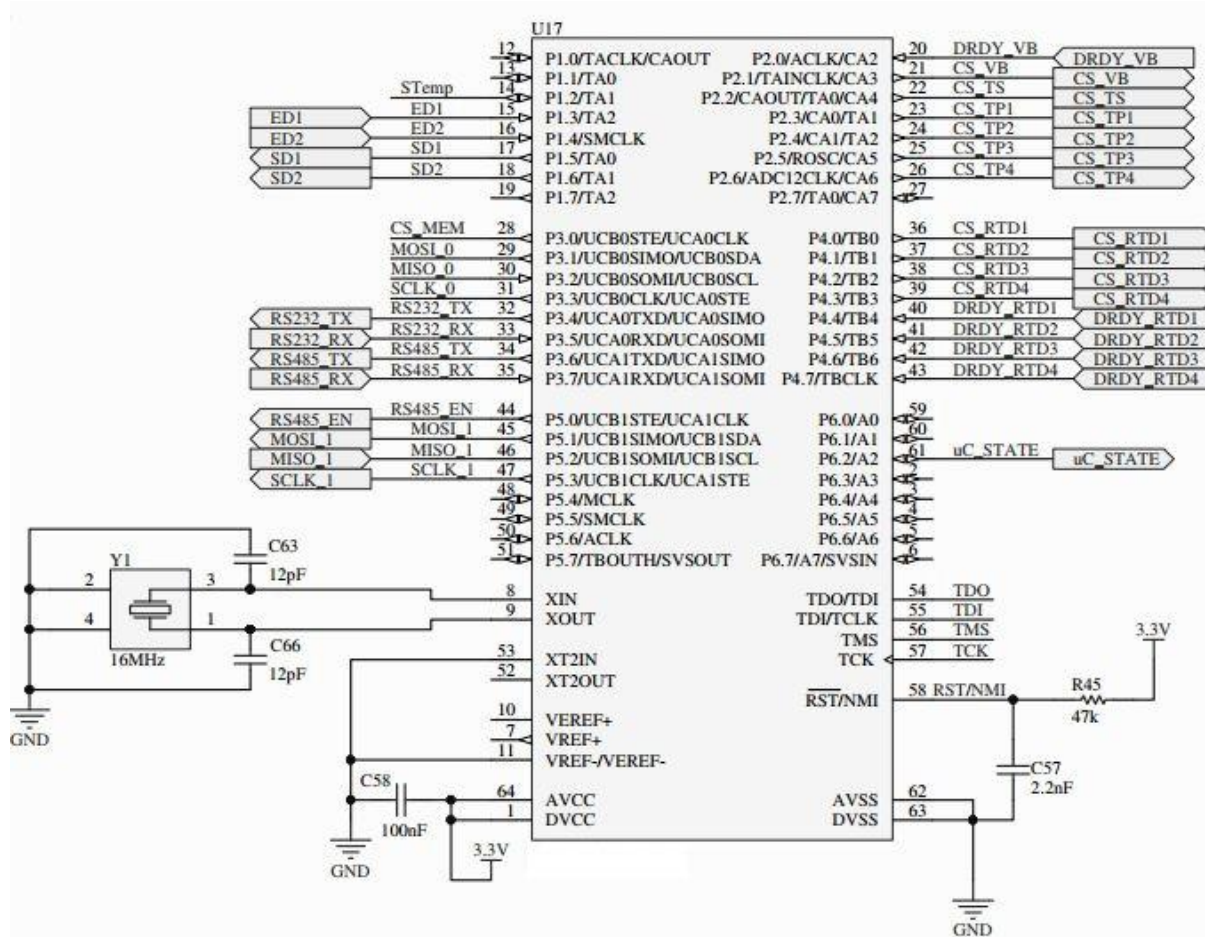 U17
12 P1.0/TACLK/CAOUT P2.0/ACLK/CA2 20 DRDY_VB DRDY_VB
13 P1.1/TA0 P2.1/TAINCLK/CA3 21 CS_VB CS_VB
STemp 14 P1.2/TA1 P2.2/CAOUT/TA0/CA4 22 CS_TS CS_TS
ED1 ED1 15 P1.3/TA2 P2.3/CA0/TA1 23 CS_TP1 CS_TP1
ED2 ED2 16 P1.4/SMCLK P2.4/CA1/TA2 24 CS_TP2 CS_TP2
SD1 SD1 17 P1.5/TA0 P2.5/ROSC/CA5 25 CS_TP3 CS_TP3
SD2 SD2 18 P1.6/TA1 P2.6/ADC12CLK/CA6 26 CS_TP4 CS_TP4
19 P1.7/TA2 P2.7/TA0/CA7 27
CS_MEM 28 P3.0/UCB0STE/UCA0CLK P4.0/TB0 36 CS_RTD1 CS_RTD1
MOSI_0 29 P3.1/UCB0SIMO/UCB0SDA P4.1/TB1 37 CS_RTD2 CS_RTD2
MISO_0 30 P3.2/UCB0SOMI/UCB0SCL P4.2/TB2 38 CS_RTD3 CS_RTD3
SCLK_0 31 P3.3/UCB0CLK/UCA0STE P4.3/TB3 39 CS_RTD4 CS_RTD4
RS232_TX RS232_TX 32 P3.4/UCA0TXD/UCA0SIMO P4.4/TB4 40 DRDY_RTD1 DRDY_RTD1
RS232_RX RS232_RX 33 P3.5/UCA0RXD/UCA0SOMI P4.5/TB5 41 DRDY_RTD2 DRDY_RTD2
RS485_TX RS485_TX 34 P3.6/UCA1TXD/UCA1SIMO P4.6/TB6 42 DRDY_RTD3 DRDY_RTD3
RS485_RX RS485_RX 35 P3.7/UCA1RXD/UCA1SOMI P4.7/TBCLK 43 DRDY_RTD4 DRDY_RTD4
RS485_EN RS485_EN 44 P5.0/UCB1STE/UCA1CLK P6.0/A0 59
MOSI_1 MOSI_1 45 P5.1/UCB1SIMO/UCB1SDA P6.1/A1 60
MISO_1 MISO_1 46 P5.2/UCB1SOMI/UCB1SCL P6.2/A2 61 uC_STATE uC_STATE
SCLK_1 SCLK_1 47 P5.3/UCB1CLK/UCA1STE P6.3/A3 2
48 P5.4/MCLK P6.4/A4 3
49 P5.5/SMCLK P6.5/A5 4
50 P5.6/ACLK P6.6/A6 5
51 P5.7/TBOUTH/SVSOUT P6.7/A7/SVSIN 6
C63
12pF
Y1
2 3 8 XIN TDO/TDI 54 TDO
4 1 9 XOUT TDI/TCLK 55 TDI
TMS 56 TMS
16MHz
C66
12pF
53 XT2IN TCK 57 TCK
52 XT2OUT
3.3V
R45
47k
RST/NMI 58 RST/NMI
GND
10 VEREF+
7 VREF+
11 VREF-/VEREF-
C57
2.2nF
C58
100nF
64 AVCC AVSS 62
1 DVCC DVSS 63
3.3V
GND
GND